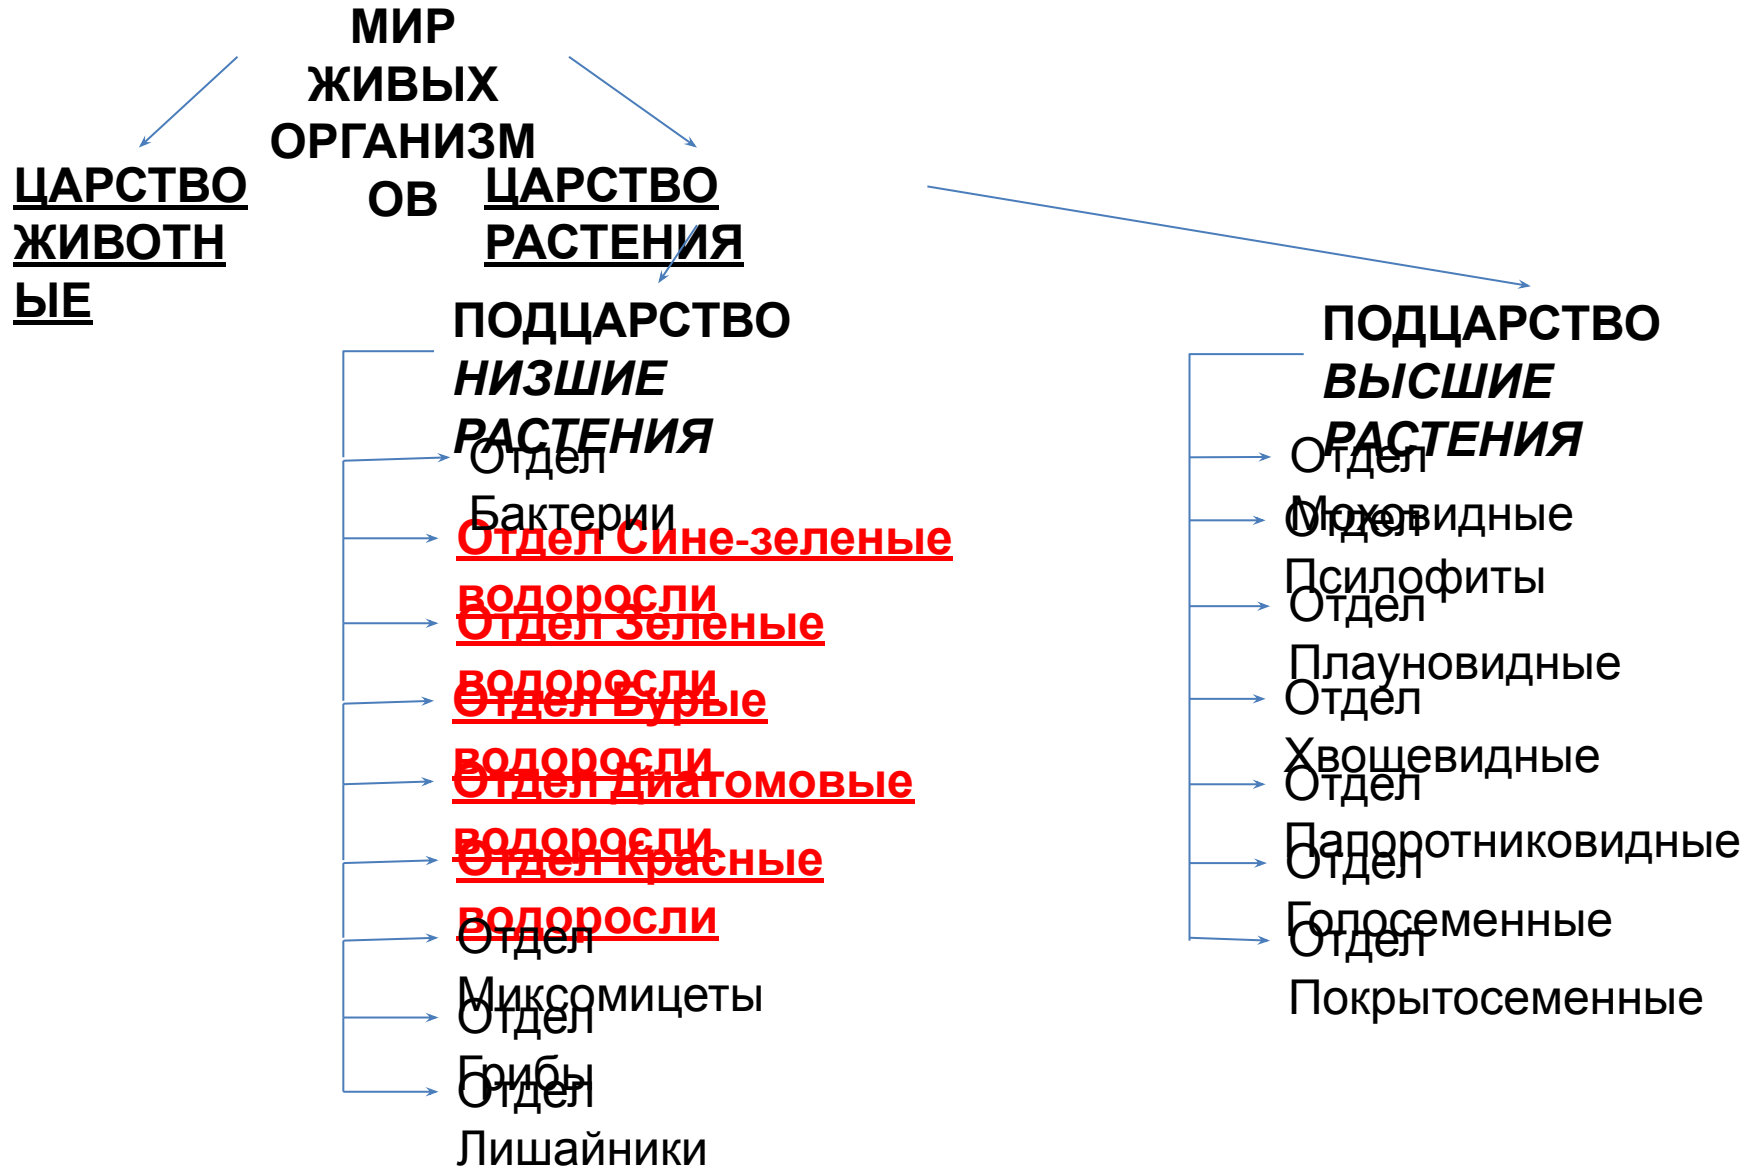 МИР
ЖИВЫХ
ОРГАНИЗМ
ОВ
ЦАРСТВО
ЖИВОТН
ЫЕ
ЦАРСТВО
РАСТЕНИЯ
ПОДЦАРСТВО
НИЗШИЕ
РАСТЕНИЯ
Отдел
Бактерии
Отдел Сине-зеленые
водоросли
Отдел Зеленые
водоросли
Отдел Бурые
водоросли
Отдел Диатомовые
водоросли
Отдел Красные
водоросли
Отдел
Миксомицеты
Отдел
Грибы
Отдел
Лишайники
ПОДЦАРСТВО
ВЫСШИЕ
РАСТЕНИЯ
Отдел
Моховидные
Отдел
Псилофиты
Отдел
Плауновидные
Отдел
Хвощевидные
Отдел
Папоротниковидные
Отдел
Голосеменные
Отдел
Покрытосеменные